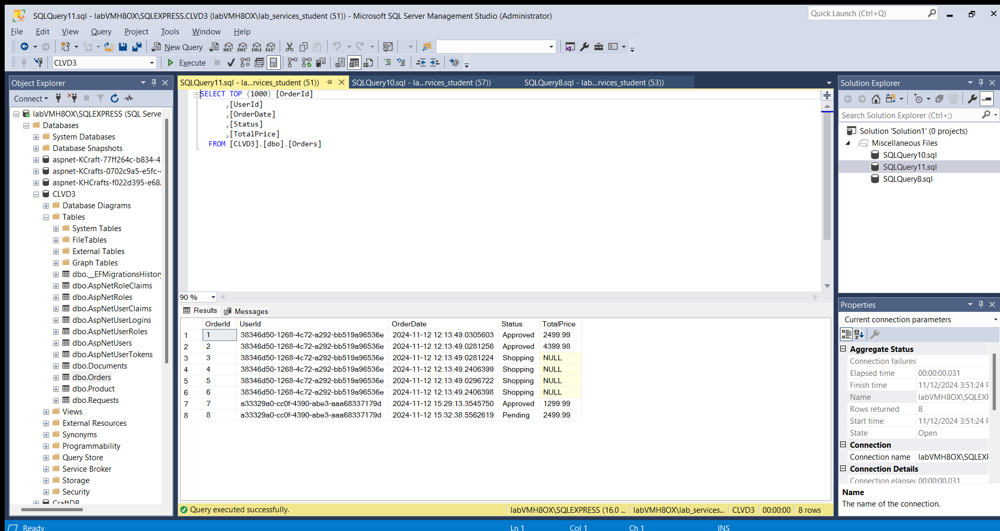 SQLQuery11.sql - labVMH8OX\SQLEXPRESS.CLVD3 (labVMH8OX\lab_services_student (51)) - Microsoft SQL Server Management Studio (Administrator)
Quick Launch (Ctrl+Q)
File Edit View Query Project Tools Window Help
New Query MDX DMX XMLA DAX
CLVD3 Execute
Object Explorer
Connect
labVMH8OX\SQLEXPRESS (SQL Serve
Databases
System Databases
Database Snapshots
aspnet-KCraft-77ff264c-b834-4
aspnet-KCrafts-0702c9a5-e5fc-4
aspnet-KHCrafts-f022d395-e682
CLVD3
Database Diagrams
Tables
System Tables
FileTables
External Tables
Graph Tables
dbo.__EFMigrationsHistory
dbo.AspNetRoleClaims
dbo.AspNetRoles
dbo.AspNetUserClaims
dbo.AspNetUserLogins
dbo.AspNetUserRoles
dbo.AspNetUsers
dbo.AspNetUserTokens
dbo.Documents
dbo.Orders
dbo.Product
dbo.Requests
Views
External Resources
Synonyms
Programmability
Query Store
Service Broker
Storage
Security
CraftDB
SQLQuery11.sql - la...rvices_student (51)) SQLQuery10.sql - la...rvices_student (57)) SQLQuery8.sql - lab...rvices_student (53))
SELECT TOP (1000) [OrderId]
,[UserId]
,[OrderDate]
,[Status]
,[TotalPrice]
FROM [CLVD3].[dbo].[Orders]
90 %
Results Messages
OrderId UserId OrderDate Status TotalPrice
1 1 38346d50-1268-4c72-a292-bb519a96536e 2024-11-12 12:13:49.0305603 Approved 2499.99
2 2 38346d50-1268-4c72-a292-bb519a96536e 2024-11-12 12:13:49.0281256 Approved 4399.98
3 3 38346d50-1268-4c72-a292-bb519a96536e 2024-11-12 12:13:49.0281224 Shopping NULL
4 4 38346d50-1268-4c72-a292-bb519a96536e 2024-11-12 12:13:49.2406399 Shopping NULL
5 5 38346d50-1268-4c72-a292-bb519a96536e 2024-11-12 12:13:49.0296722 Shopping NULL
6 6 38346d50-1268-4c72-a292-bb519a96536e 2024-11-12 12:13:49.2406398 Shopping NULL
7 7 a33329a0-cc0f-4390-abe3-aaa68337179d 2024-11-12 15:29:13.3545750 Approved 1299.99
8 8 a33329a0-cc0f-4390-abe3-aaa68337179d 2024-11-12 15:32:38.5562619 Pending 2499.99
Query executed successfully. labVMH8OX\SQLEXPRESS (16.0 ... labVMH8OX\lab_services... CLVD3 00:00:00 8 rows
Solution Explorer
Search Solution Explorer (Ctrl+;)
Solution 'Solution1' (0 projects)
Miscellaneous Files
SQLQuery10.sql
SQLQuery11.sql
SQLQuery8.sql
Properties
Current connection parameters
Aggregate Status
Connection failures
Elapsed time 00:00:00.031
Finish time 11/12/2024 3:51:24 P
Name labVMH8OX\SQLEXP
Rows returned 8
Start time 11/12/2024 3:51:24 P
State Open
Connection
Connection name labVMH8OX\SQLEXP
Connection Details
Connection elapsed 00:00:00.031
Name
The name of the connection.
Ready Ln 1 Col 1 Ch 1 INS